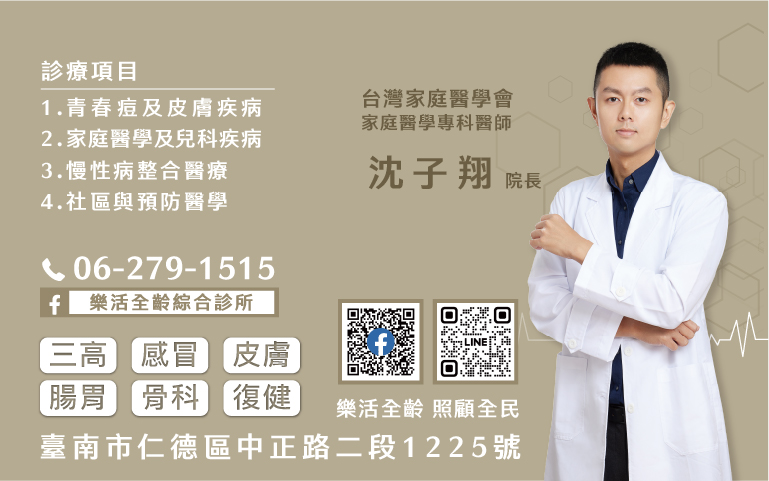 診療項目
1.青春痘及皮膚疾病
2.家庭醫學及兒科疾病
3.慢性病整合醫療
4.社區與預防醫學
台灣家庭醫學會
家庭醫學專科醫師
沈子翔 院長
06-279-1515
f 樂活全齡綜合診所
三高 感冒 皮膚
腸胃 骨科 復健
f LINE
樂活全齡 照顧全民
臺南市仁德區中正路二段1225號